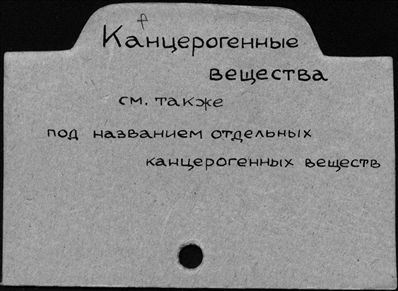 Канцерогенные
вещества
см. также
под названием отдельных
канцерогенных веществ